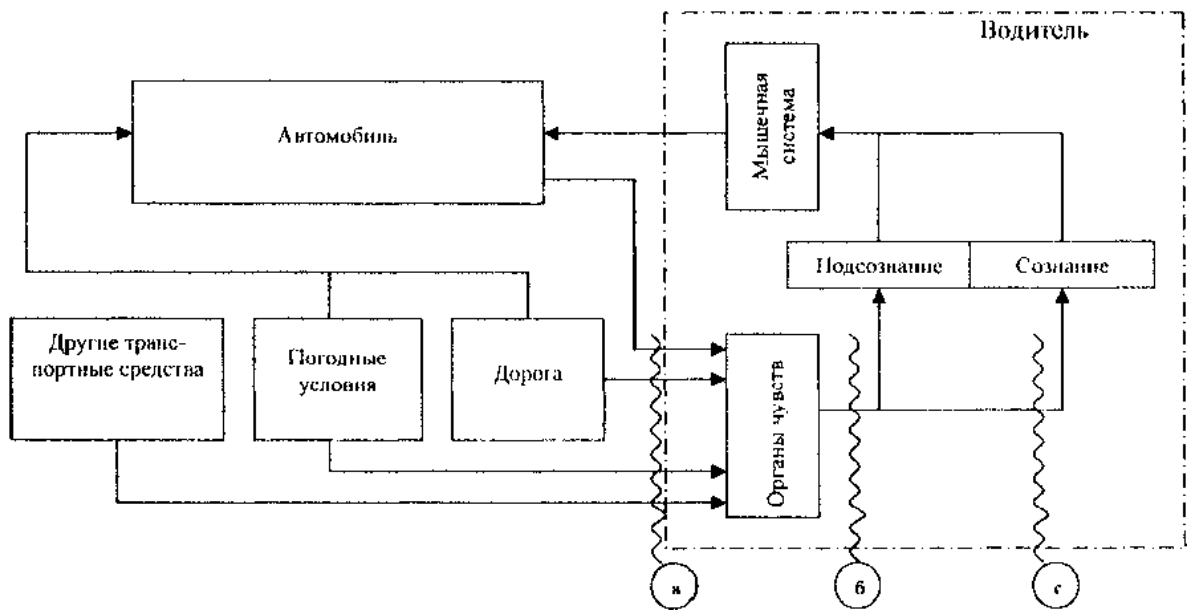 Водитель
Мышечная
система
Автомобиль
Подсознание
Сознание
Другие транс-
портные средства
Погодные
условия
Дорога
Органы чувств
б
с